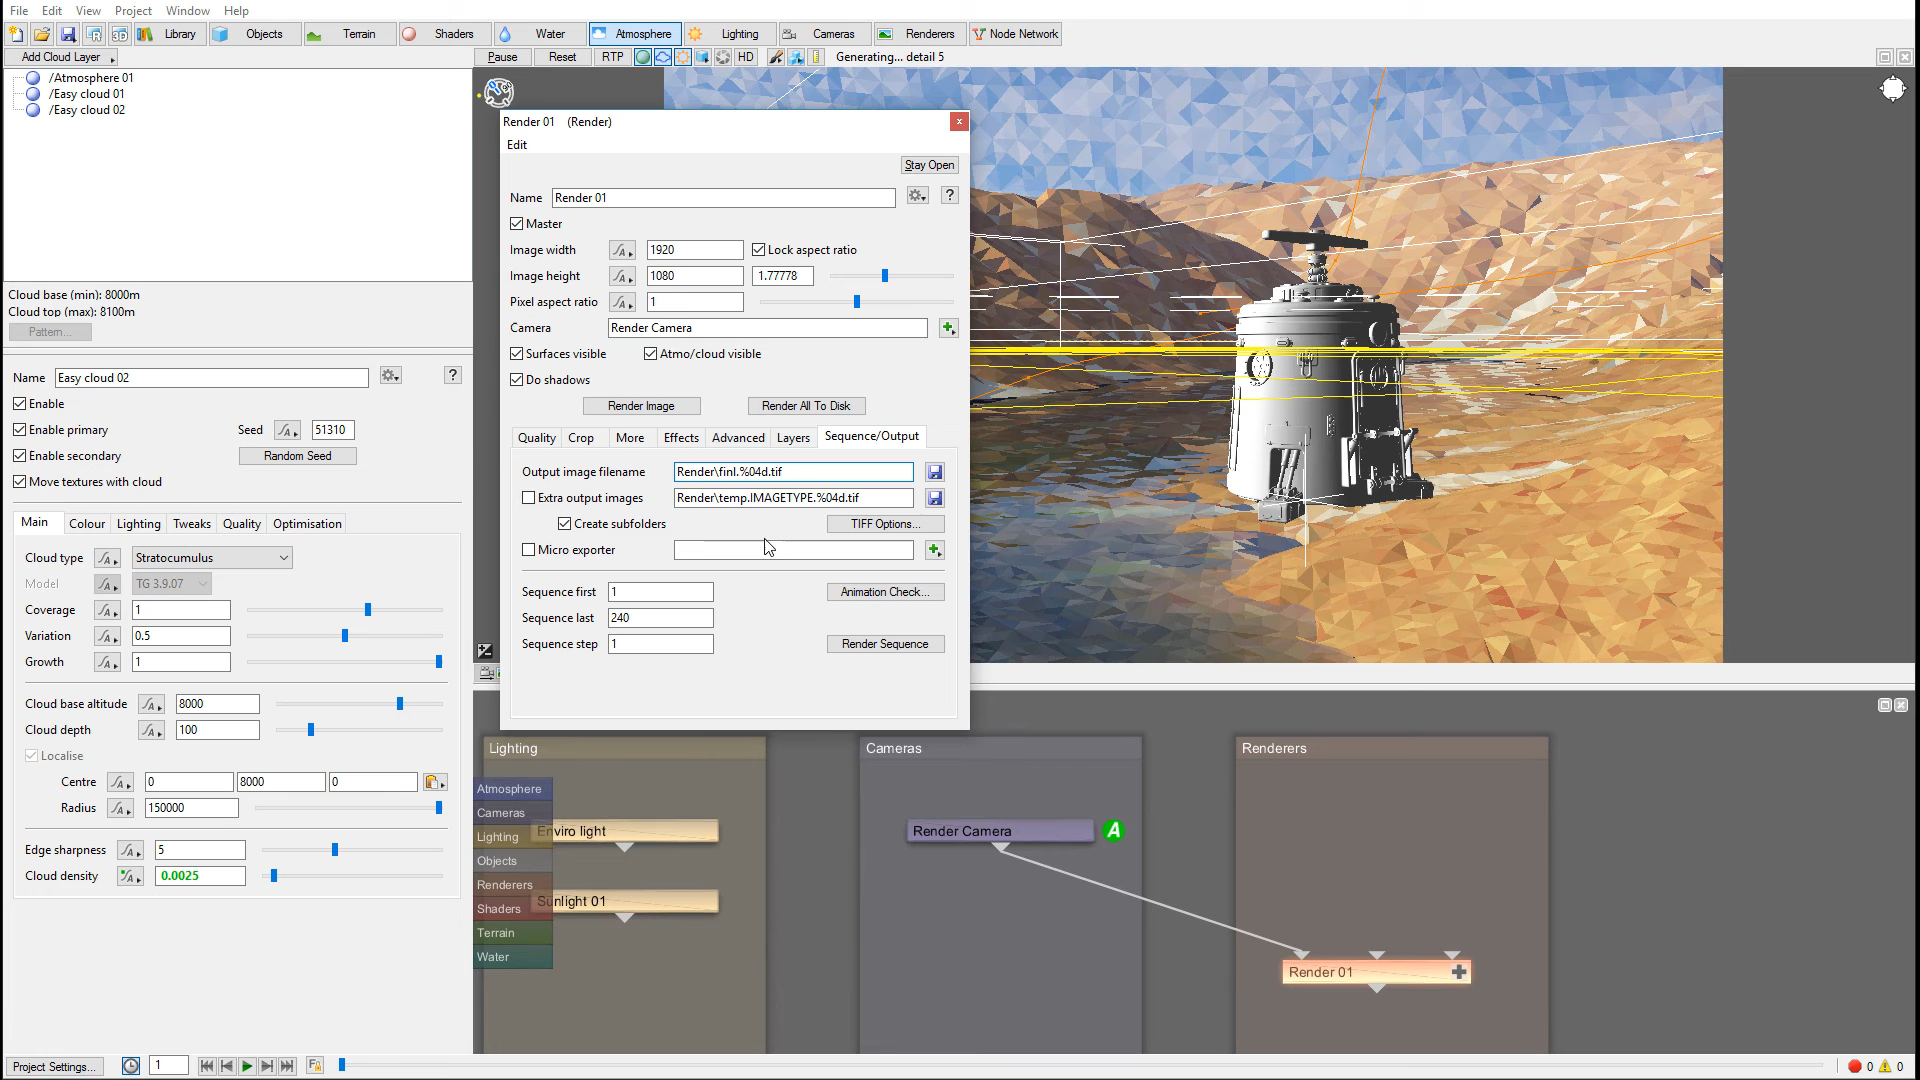 File Edit View Project Window Help
Library Objects Terrain Shaders Water Atmosphere Lighting Cameras Renderers Node Network
Add Cloud Layer Pause Reset RTP HD Generating... detail 5
/Atmosphere 01
/Easy cloud 01
/Easy cloud 02
Cloud base (min): 8000m
Cloud top (max): 8100m
Pattern...
Name Easy cloud 02 ?
Enable
Enable primary Seed 51310
Enable secondary Random Seed
Move textures with cloud
Main Colour Lighting Tweaks Quality Optimisation
Cloud type Stratocumulus
Model TG 3.9.07
Coverage 1
Variation 0.5
Growth 1
Cloud base altitude 8000
Cloud depth 100
Localise
Centre 0 8000 0
Radius 150000
Edge sharpness 5
Cloud density 0.0025
Render 01 (Render)
Edit
Stay Open
Name Render 01 ?
Master
Image width 1920 Lock aspect ratio
Image height 1080 1.77778
Pixel aspect ratio 1
Camera Render Camera
Surfaces visible Atmo/cloud visible
Do shadows
Render Image Render All To Disk
Quality Crop More Effects Advanced Layers Sequence/Output
Output image filename Render\finl.%04d.tif
Extra output images Render\temp.IMAGETYPE.%04d.tif
Create subfolders TIFF Options...
Micro exporter
Sequence first 1 Animation Check...
Sequence last 240
Sequence step 1 Render Sequence
Lighting Cameras Renderers
Atmosphere
Cameras
Lighting
Objects
Renderers
Shaders
Terrain
Water
Enviro light
Sunlight 01
Render Camera A
Render 01
Project Settings... 1 0 0